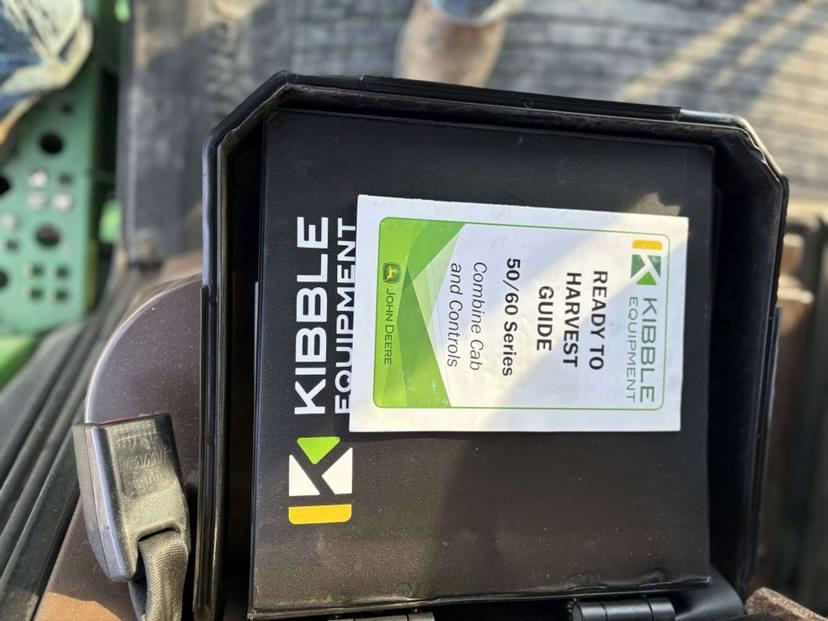 KIBBLE
EQUIPMENT
KIBBLE
EQUIPMENT
READY TO
HARVEST
GUIDE
50/60 Series
Combine Cab
and Controls
JOHN DEERE